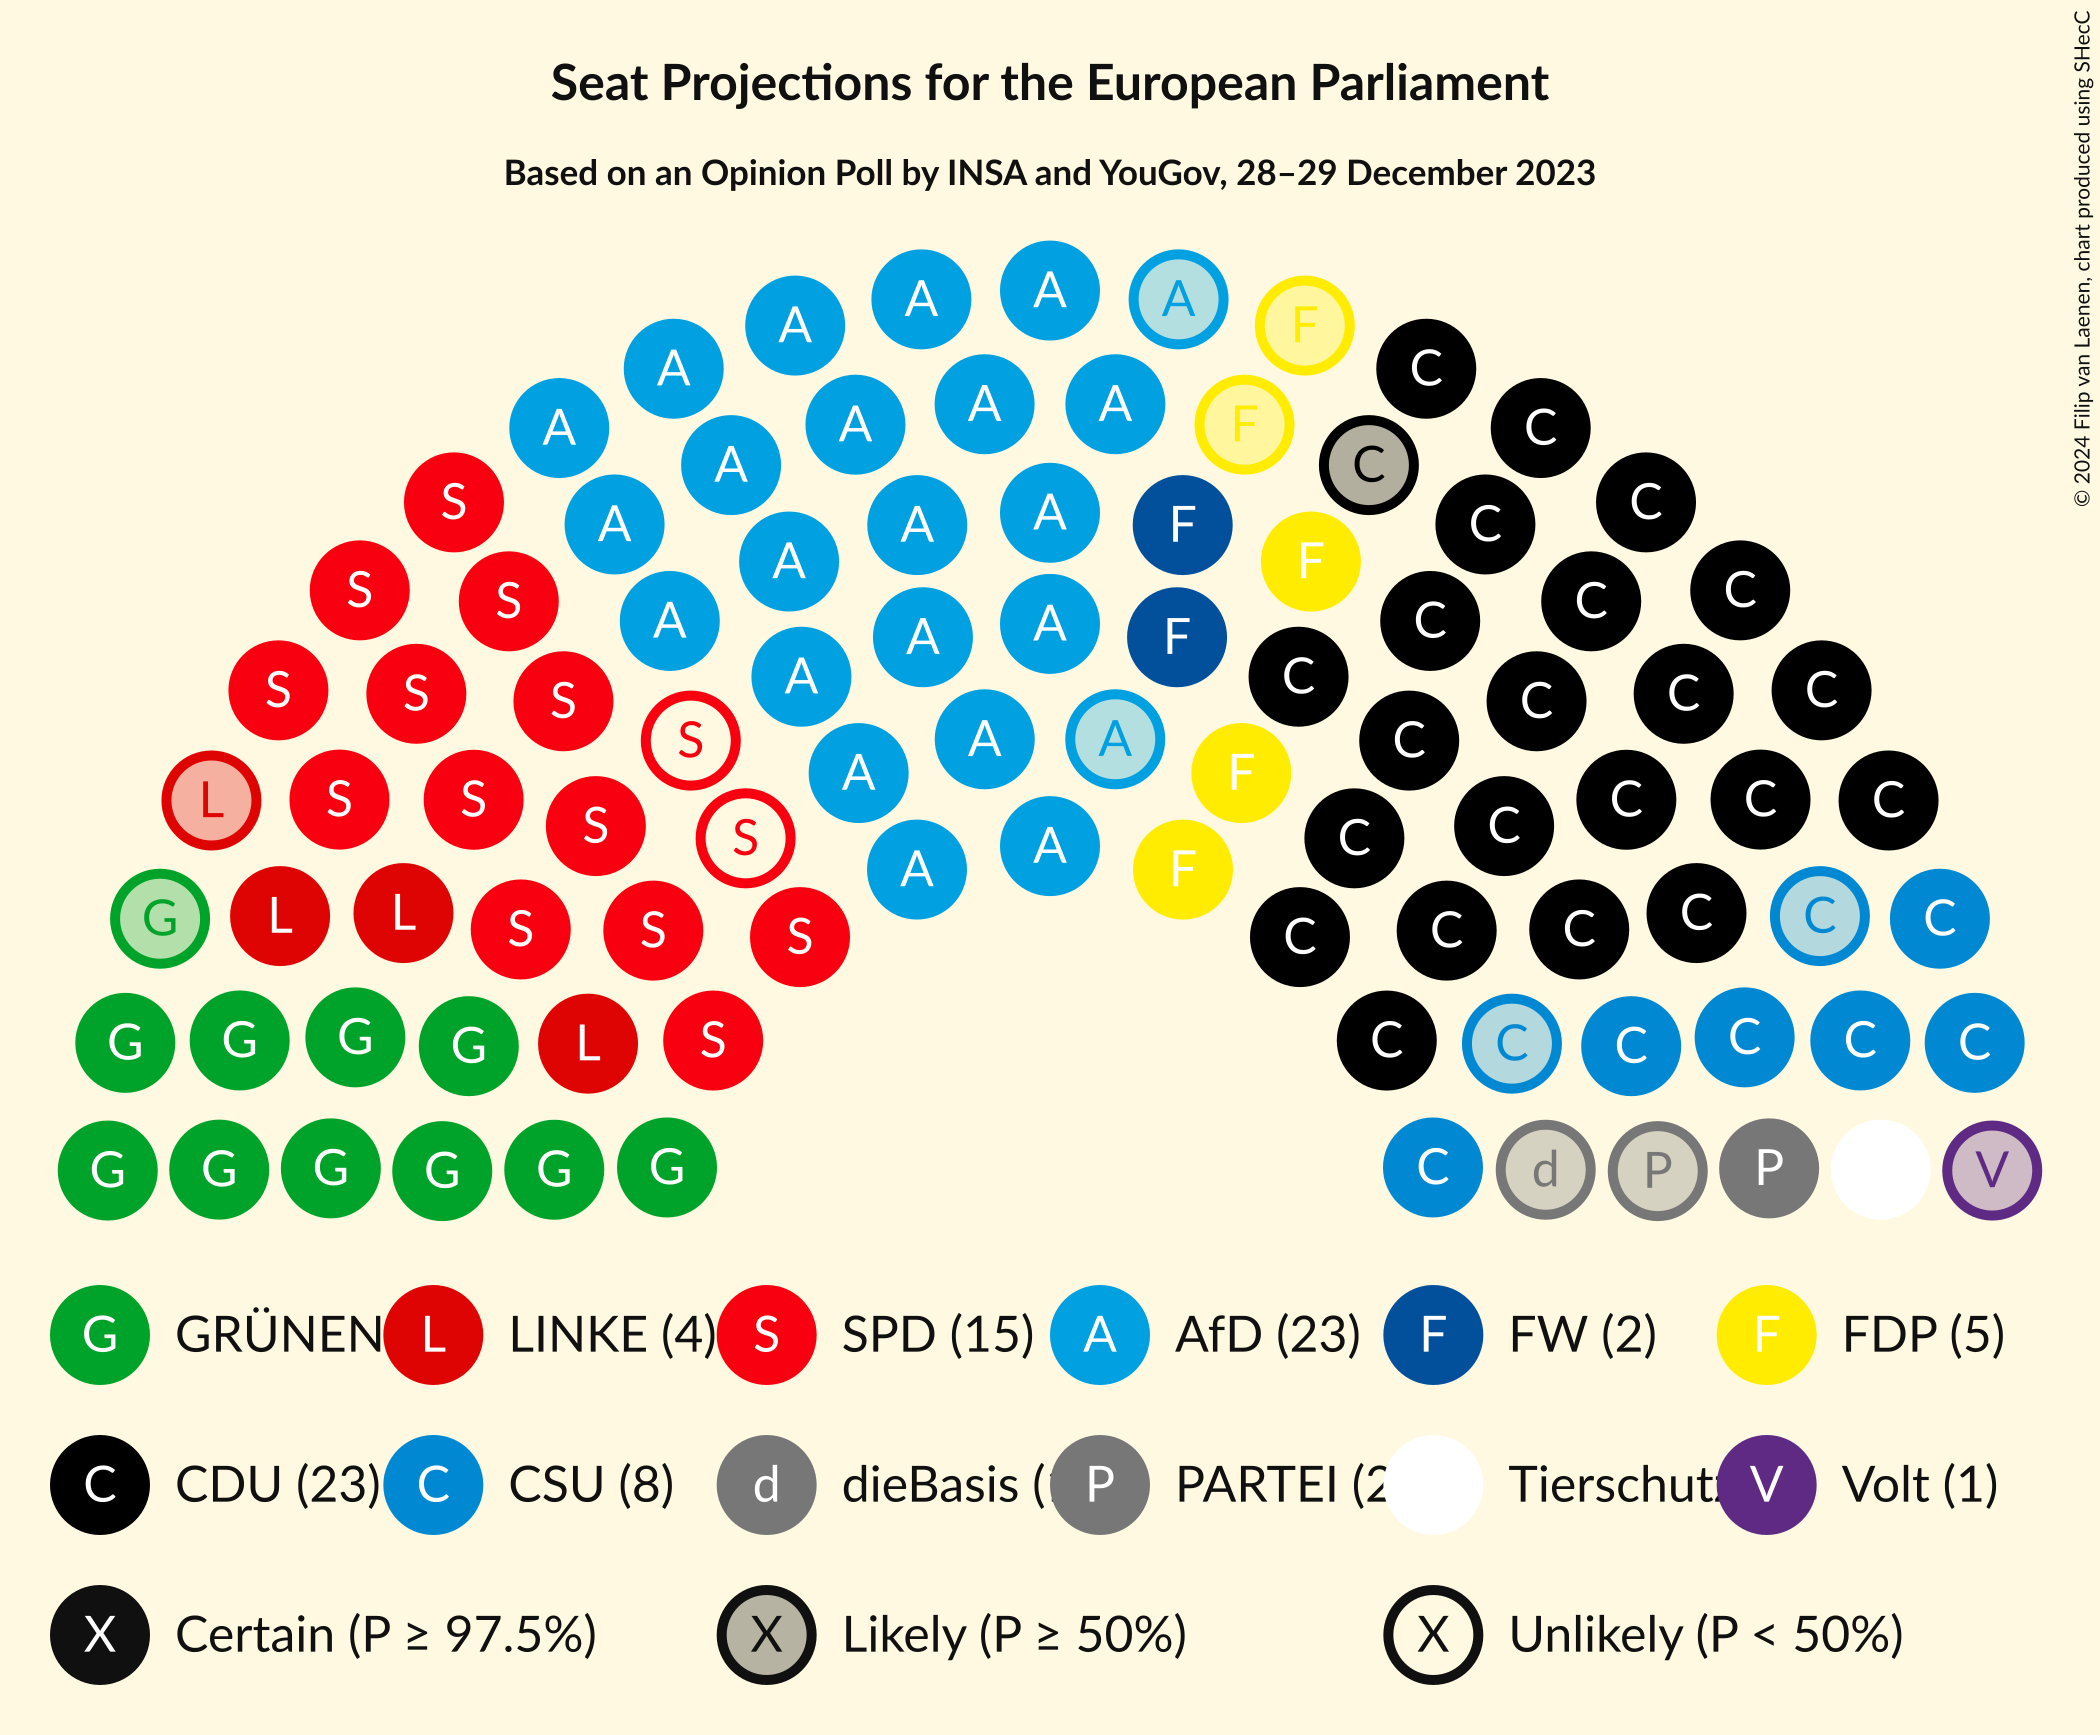 Seat Projections for the European Parliament
Based on an Opinion Poll by INSA and YouGov, 28–29 December 2023
© 2024 Filip van Laenen, chart produced using SHecC
A A A A F
A A C
A A A F C
A A C C
S A A A F F C C
S S A A A F C C C
S S S S A C C C C C
L S S S S A A A F C C C C C C
G L L S S S A A F C C C C C C
G G G G L S C C C C C C
G G G G G G C d P P V
G GRÜNEN L LINKE (4) S SPD (15) A AfD (23) F FW (2) F FDP (5)
C CDU (23) C CSU (8) d dieBasis ( P PARTEI (2 Tierschut V Volt (1)
X Certain (P ≥ 97.5%) X Likely (P ≥ 50%) X Unlikely (P < 50%)